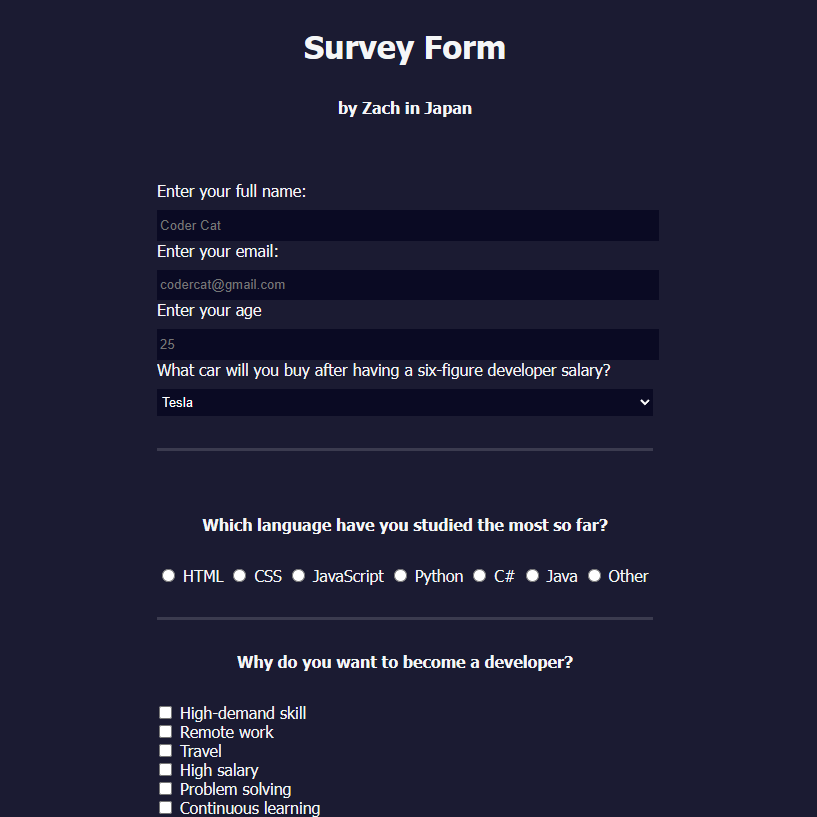 Survey Form
by Zach in Japan
Enter your full name:
Coder Cat
Enter your email:
codercat@gmail.com
Enter your age
25
What car will you buy after having a six-figure developer salary?
Tesla
Which language have you studied the most so far?
HTML CSS JavaScript Python C# Java Other
Why do you want to become a developer?
High-demand skill
Remote work
Travel
High salary
Problem solving
Continuous learning